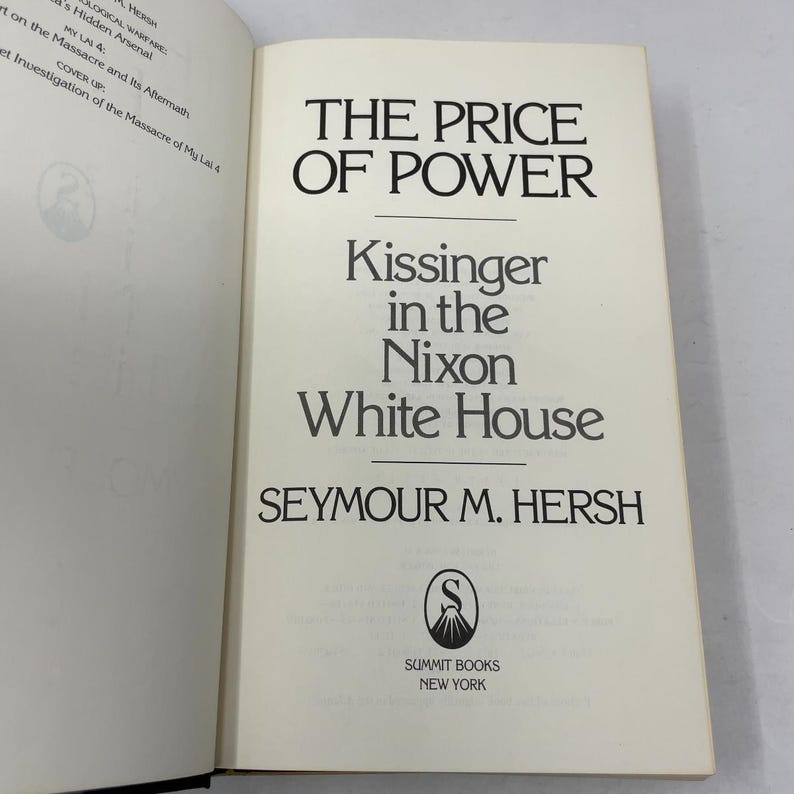 M. HERSH
OLOGICAL WARFARE:
a's Hidden Arsenal
MY LAI 4:
rt on the Massacre and Its Aftermath
COVER UP:
et Investigation of the Massacre of My Lai 4
THE PRICE
OF POWER
Kissinger
in the
Nixon
White House
SEYMOUR M. HERSH
S
SUMMIT BOOKS
NEW YORK